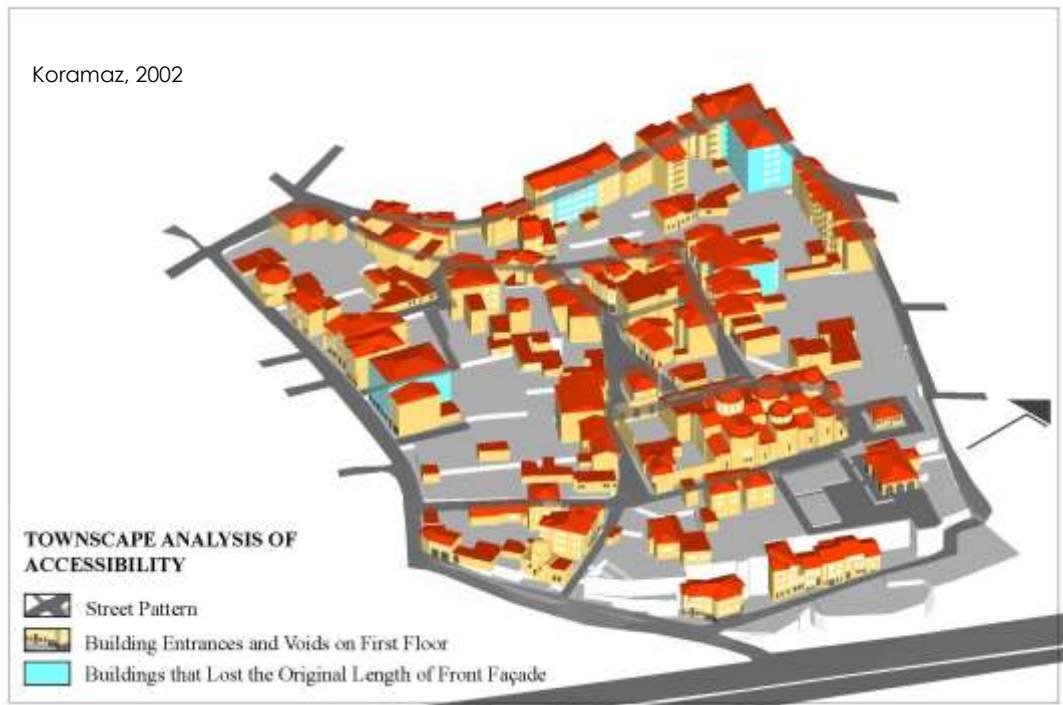 Koramaz, 2002
TOWNSCAPE ANALYSIS OF
ACCESSIBILITY
Street Pattern
Building Entrances and Voids on First Floor
Buildings that Lost the Original Length of Front Façade